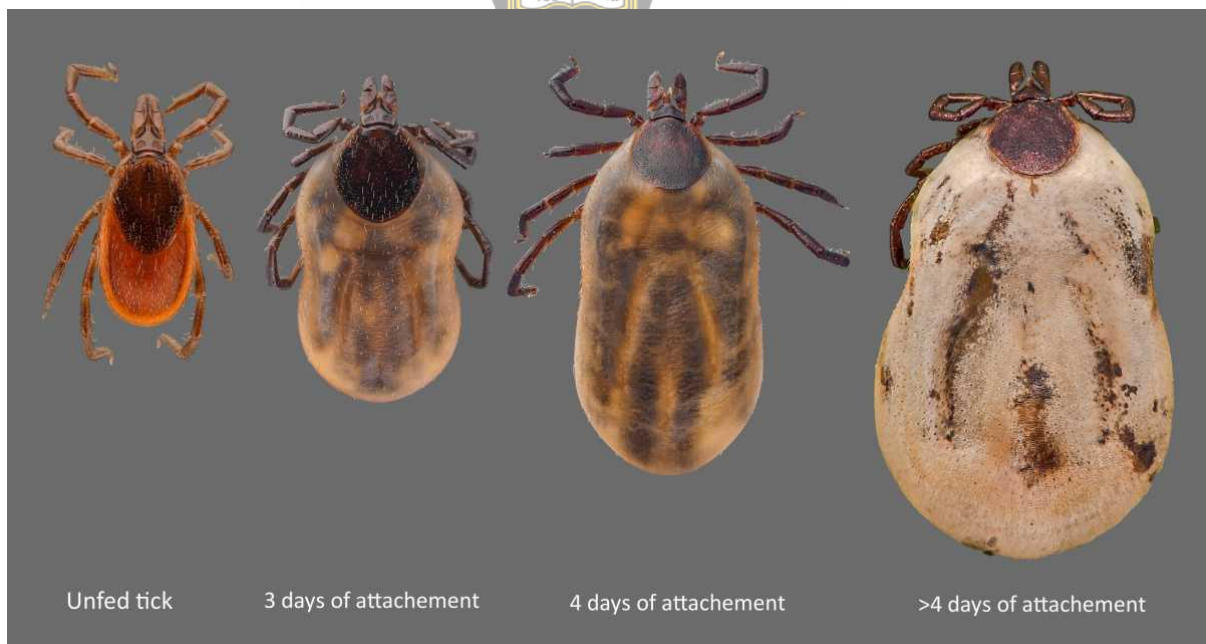 Unfed tick
3 days of attachement
4 days of attachement
>4 days of attachement